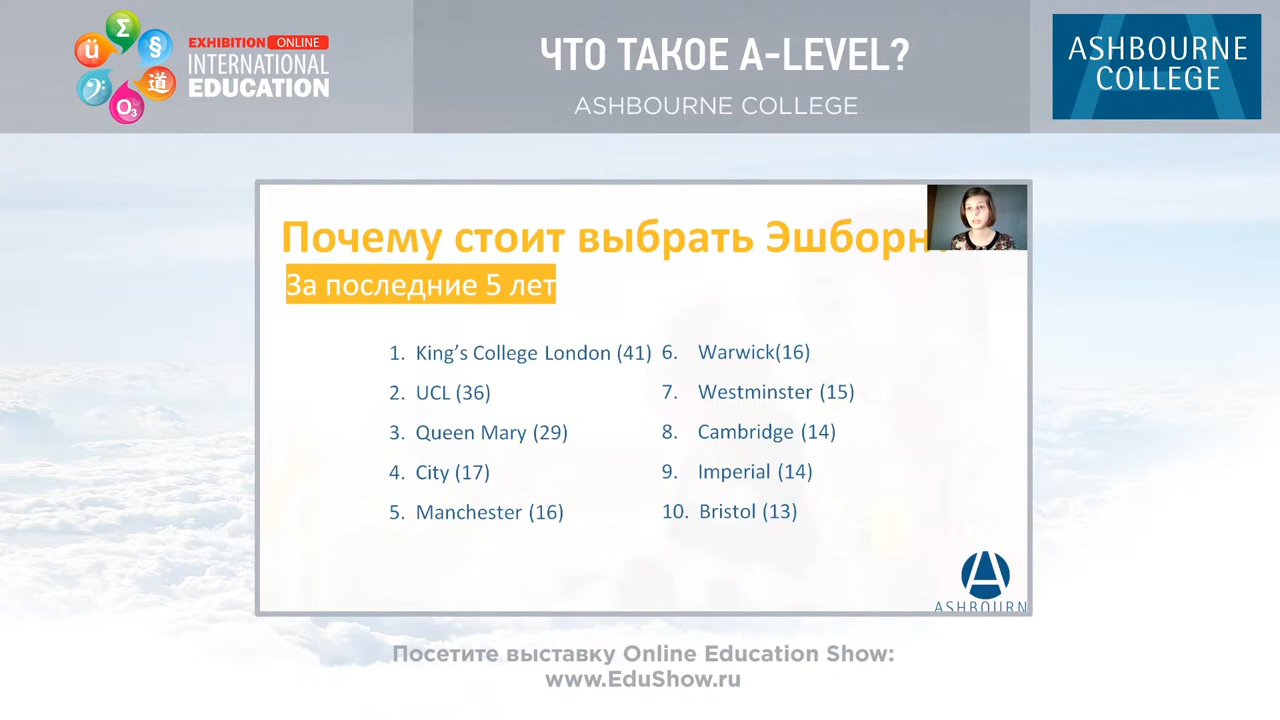 EXHIBITION ONLINE
INTERNATIONAL
EDUCATION
Σ
ü
§
道
O₃
ЧТО ТАКОЕ A-LEVEL?
ASHBOURNE COLLEGE
ASHBOURNE
COLLEGE
Почему стоит выбрать Эшборн
За последние 5 лет
1. King’s College London (41)
2. UCL (36)
3. Queen Mary (29)
4. City (17)
5. Manchester (16)
6. Warwick(16)
7. Westminster (15)
8. Cambridge (14)
9. Imperial (14)
10. Bristol (13)
ASHBOURN
Посетите выставку Online Education Show:
www.EduShow.ru